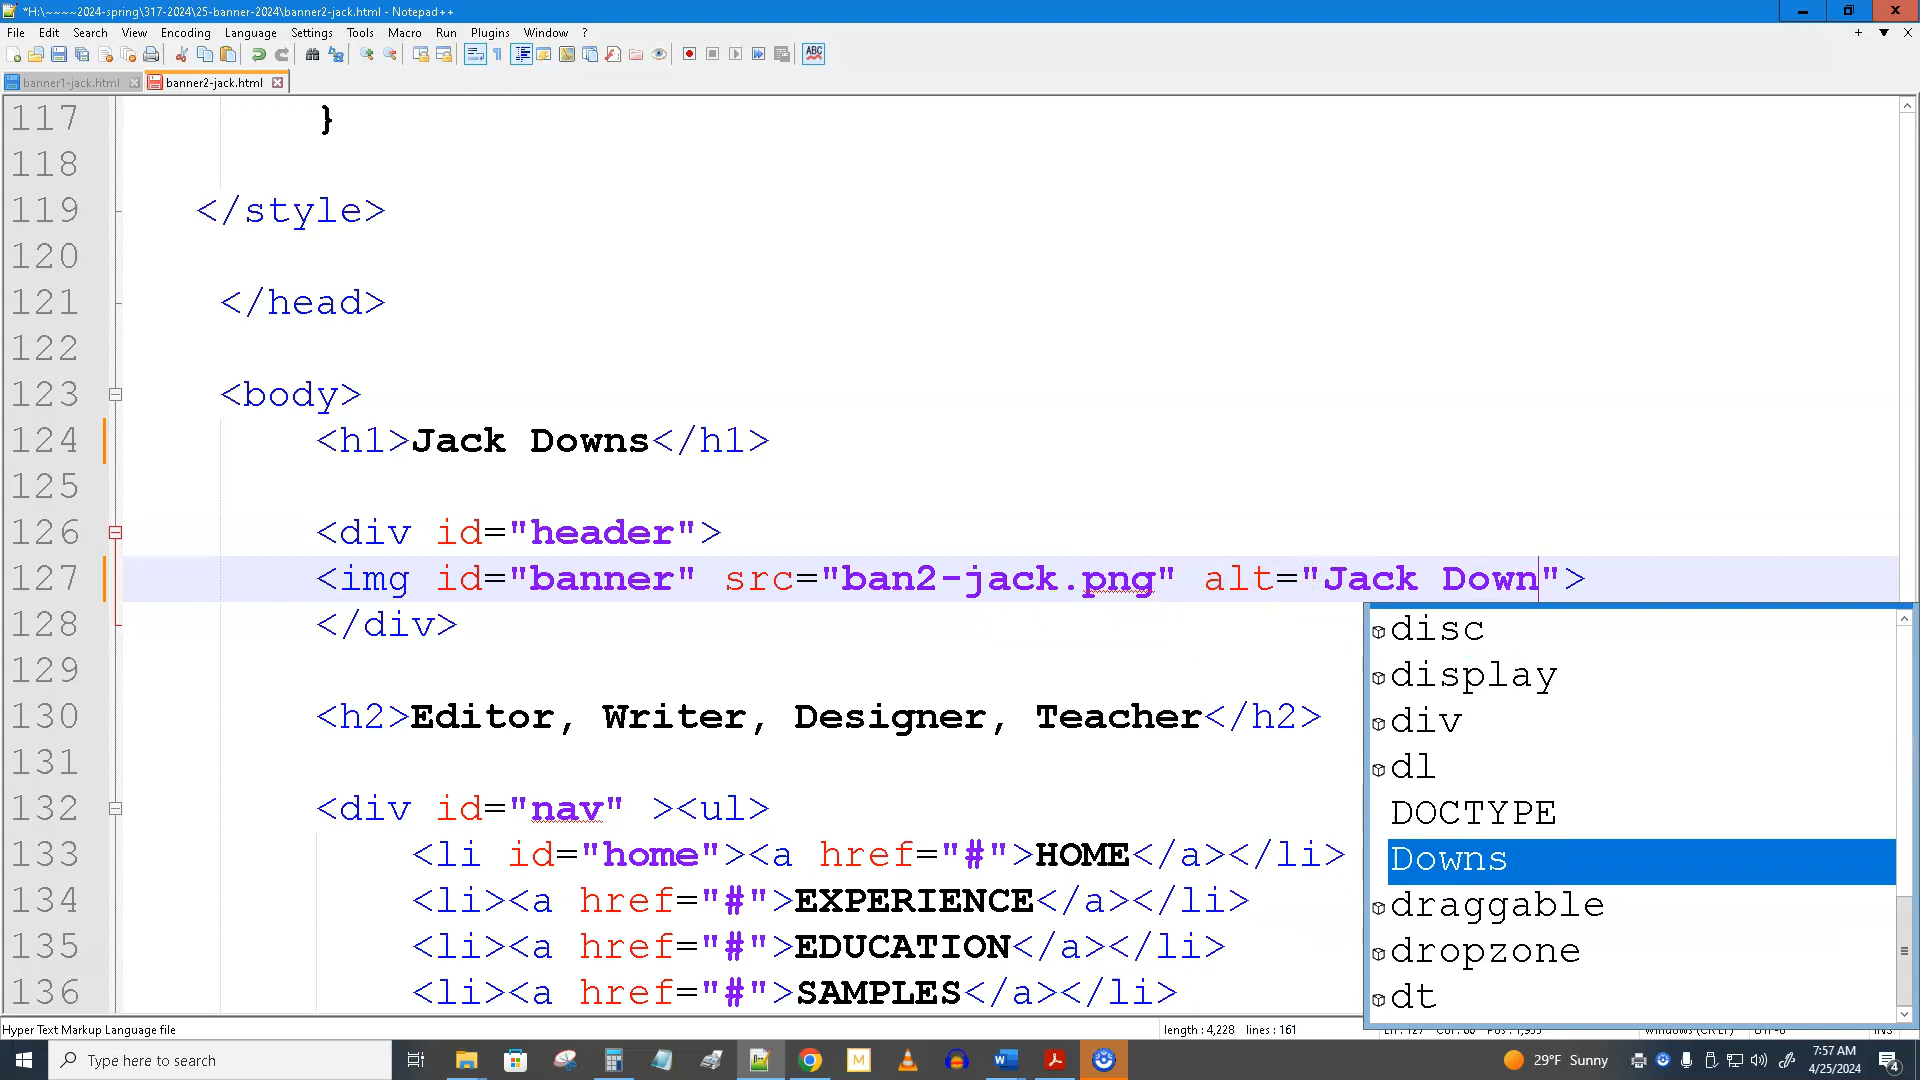 *H:\~~~~2024-spring\317-2024\25-banner-2024\banner2-jack.html - Notepad++
File Edit Search View Encoding Language Settings Tools Macro Run Plugins Window ?
banner1-jack.html banner2-jack.html
117 }
118
119 </style>
120
121 </head>
122
123 <body>
124 <h1>Jack Downs</h1>
125
126 <div id="header">
127 <img id="banner" src="ban2-jack.png" alt="Jack Down">
128 </div>
129
130 <h2>Editor, Writer, Designer, Teacher</h2>
131
132 <div id="nav" ><ul>
133 <li id="home"><a href="#">HOME</a></li>
134 <li><a href="#">EXPERIENCE</a></li>
135 <li><a href="#">EDUCATION</a></li>
136 <li><a href="#">SAMPLES</a></li>
disc
display
div
dl
DOCTYPE
Downs
draggable
dropzone
dt
Hyper Text Markup Language file length : 4,228 lines : 161
Type here to search
29°F Sunny
7:57 AM
4/25/2024
4